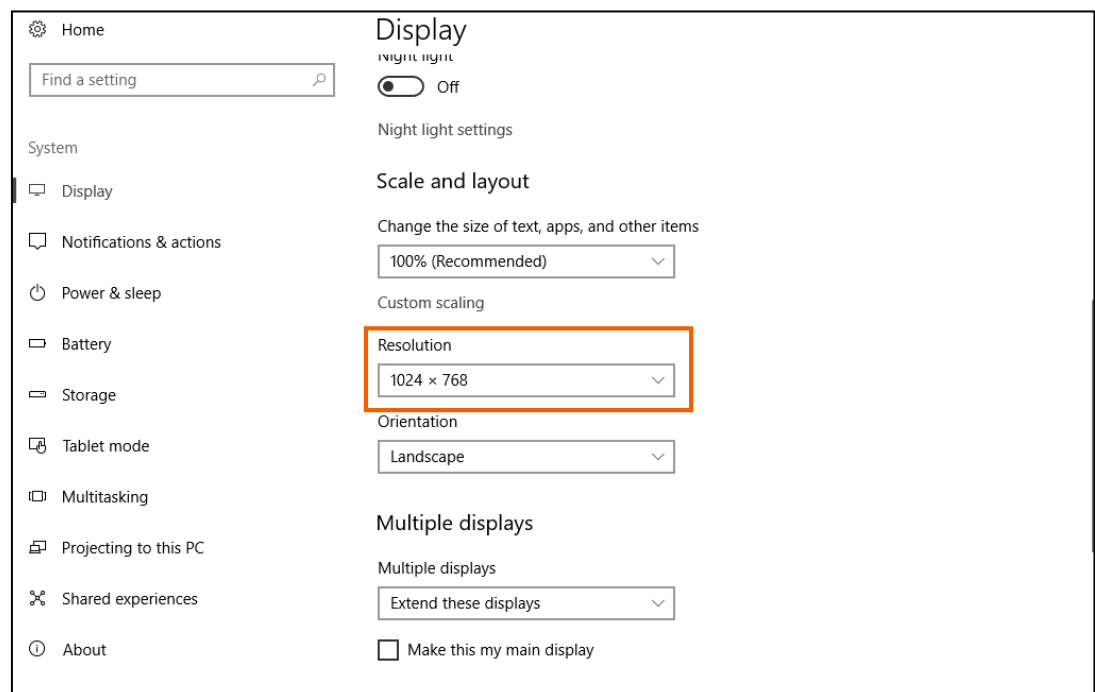 Home
Find a setting
System
Display
Notifications & actions
Power & sleep
Battery
Storage
Tablet mode
Multitasking
Projecting to this PC
Shared experiences
About
Display
Night light
Off
Night light settings
Scale and layout
Change the size of text, apps, and other items
100% (Recommended)
Custom scaling
Resolution
1024 × 768
Orientation
Landscape
Multiple displays
Multiple displays
Extend these displays
Make this my main display